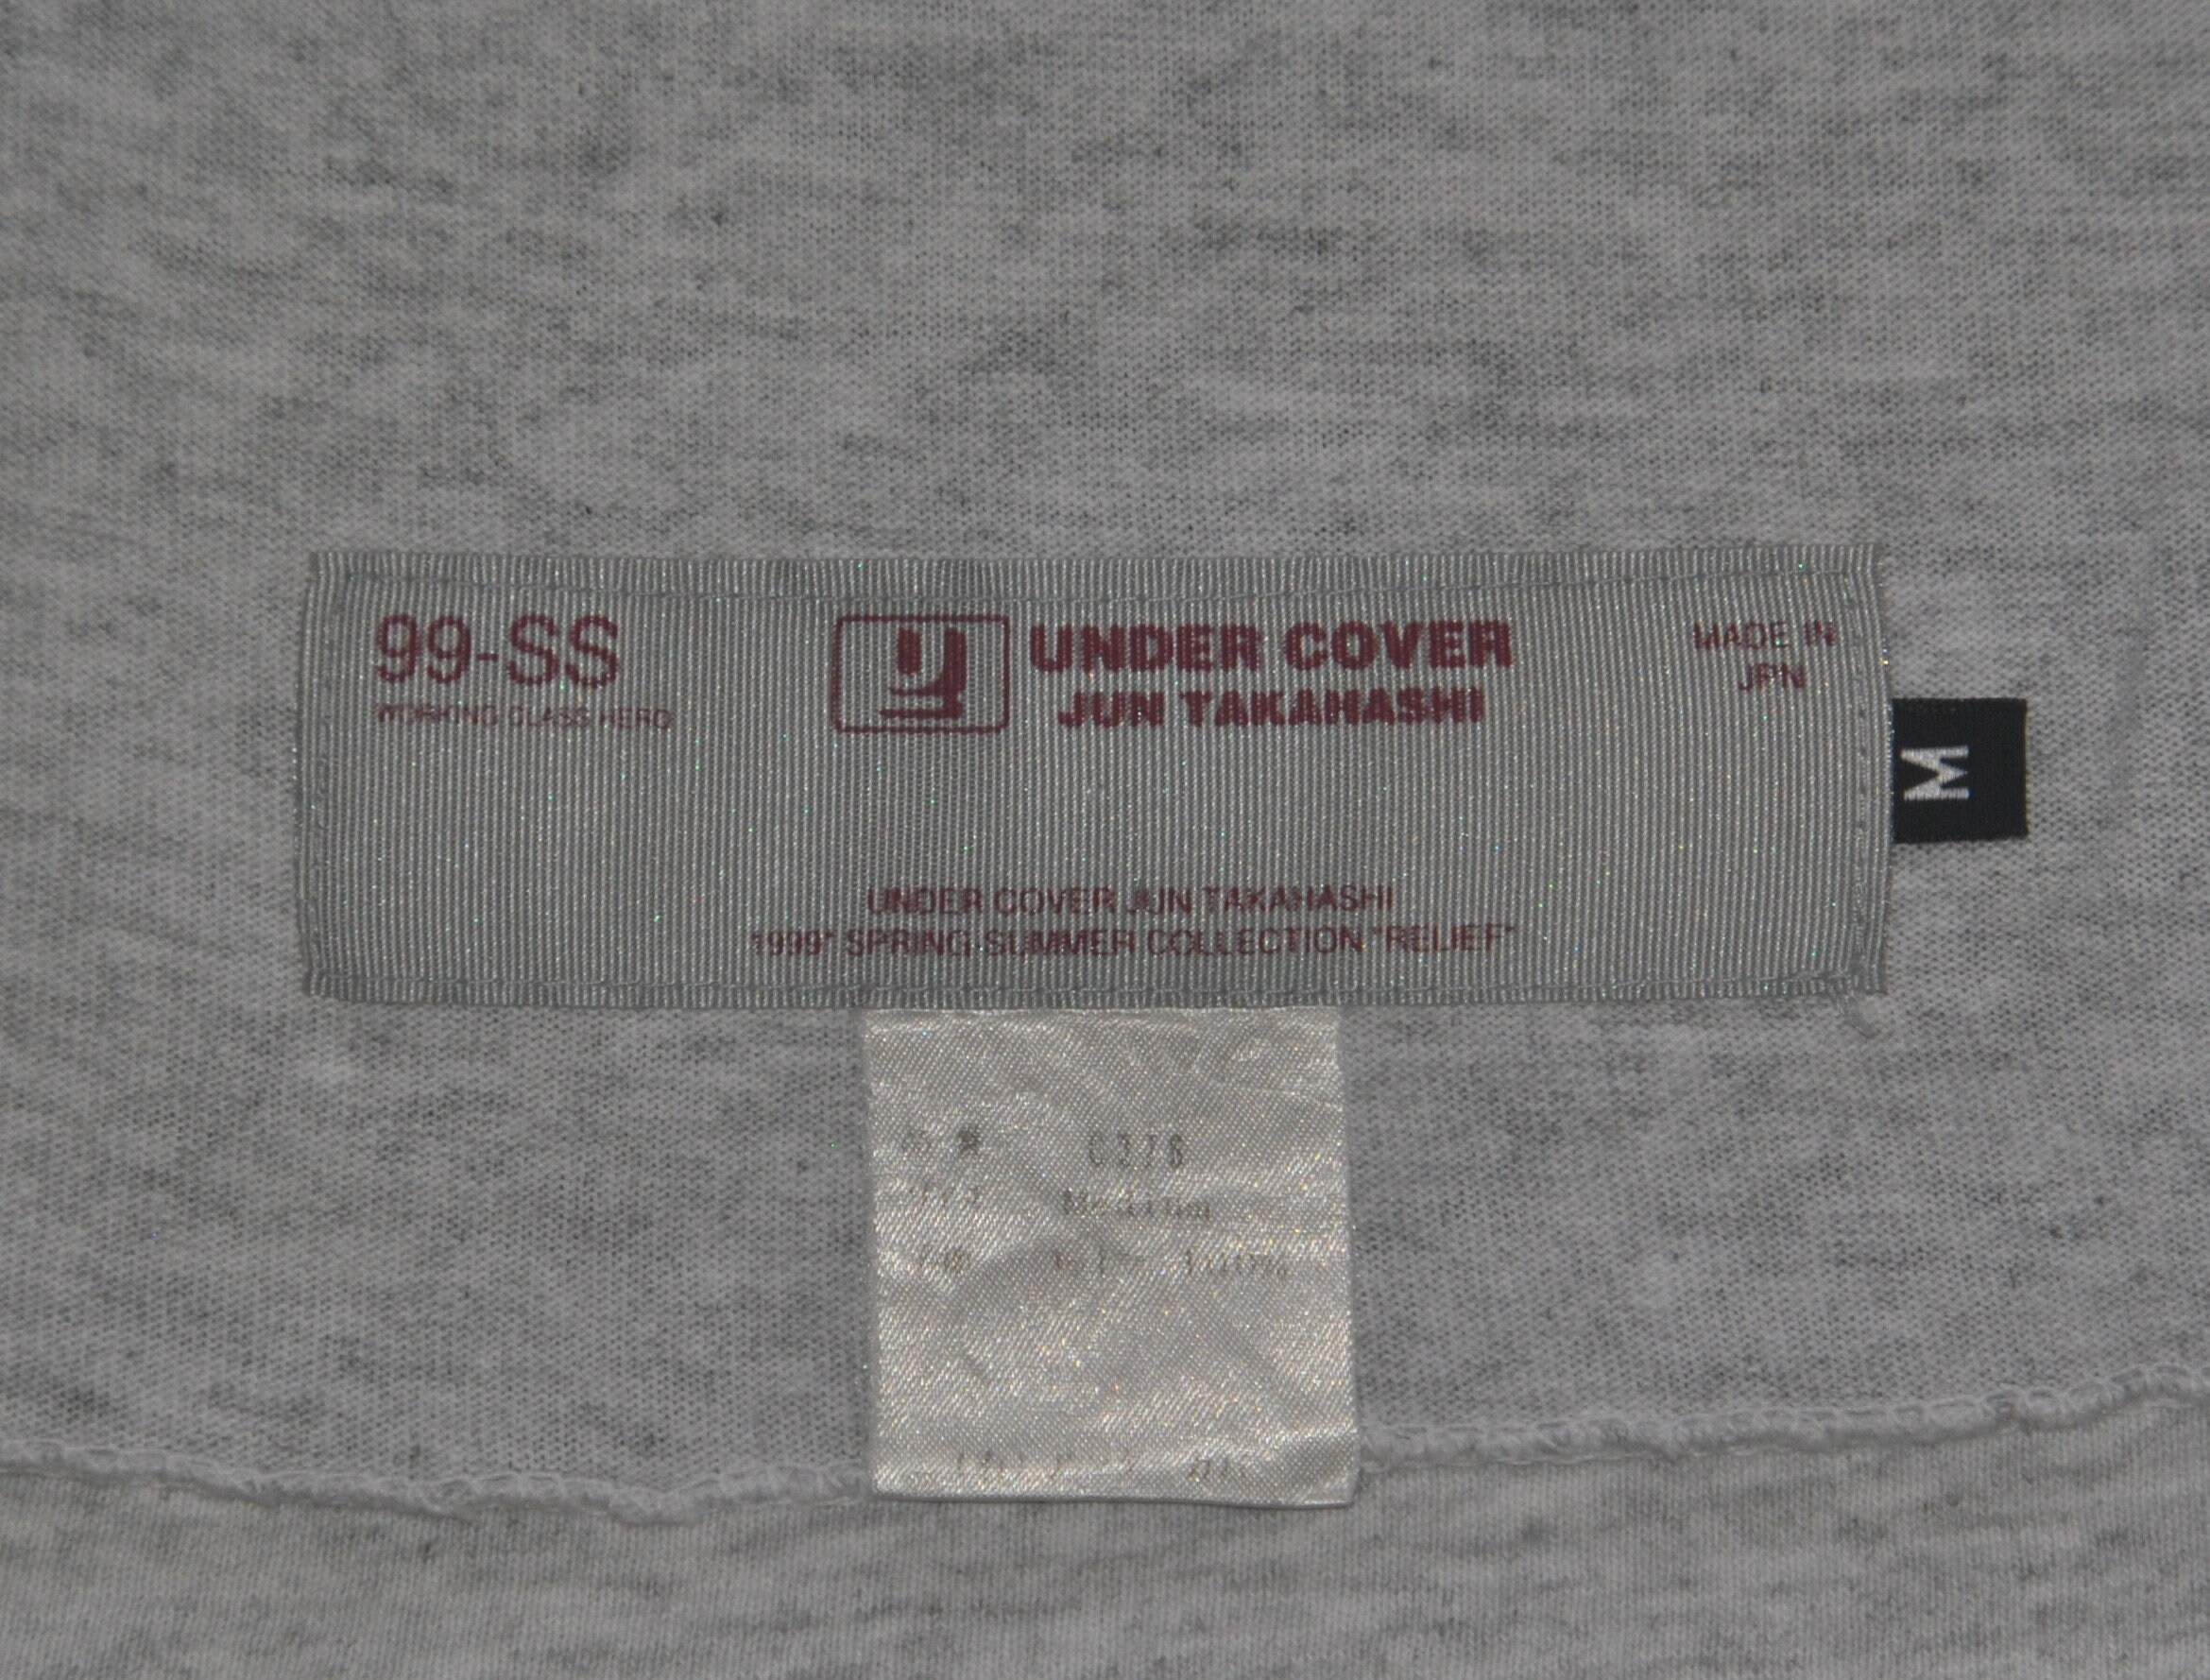 99-SS
WORKING CLASS HERO
UNDER COVER
JUN TAKAHASHI
MADE IN
JPN
M
UNDER COVER JUN TAKAHASHI
1999' SPRING-SUMMER COLLECTION "RELIEF"
Medium